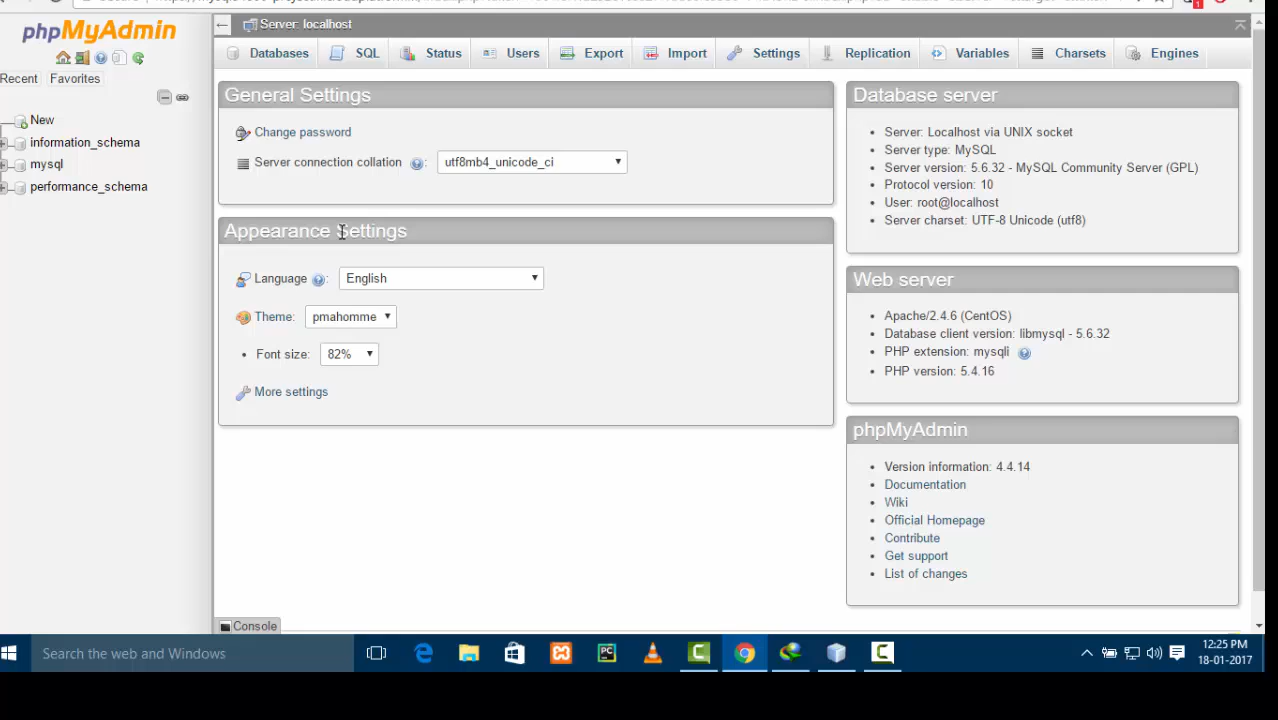 phpMyAdmin
Recent Favorites
New
information_schema
mysql
performance_schema
Server: localhost
Databases SQL Status Users Export Import Settings Replication Variables Charsets Engines
General Settings
Change password
Server connection collation : utf8mb4_unicode_ci
Appearance Settings
Language : English
Theme: pmahomme
• Font size: 82%
More settings
Database server
• Server: Localhost via UNIX socket
• Server type: MySQL
• Server version: 5.6.32 - MySQL Community Server (GPL)
• Protocol version: 10
• User: root@localhost
• Server charset: UTF-8 Unicode (utf8)
Web server
• Apache/2.4.6 (CentOS)
• Database client version: libmysql - 5.6.32
• PHP extension: mysqli
• PHP version: 5.4.16
phpMyAdmin
• Version information: 4.4.14
• Documentation
• Wiki
• Official Homepage
• Contribute
• Get support
• List of changes
Console
Search the web and Windows
12:25 PM
18-01-2017